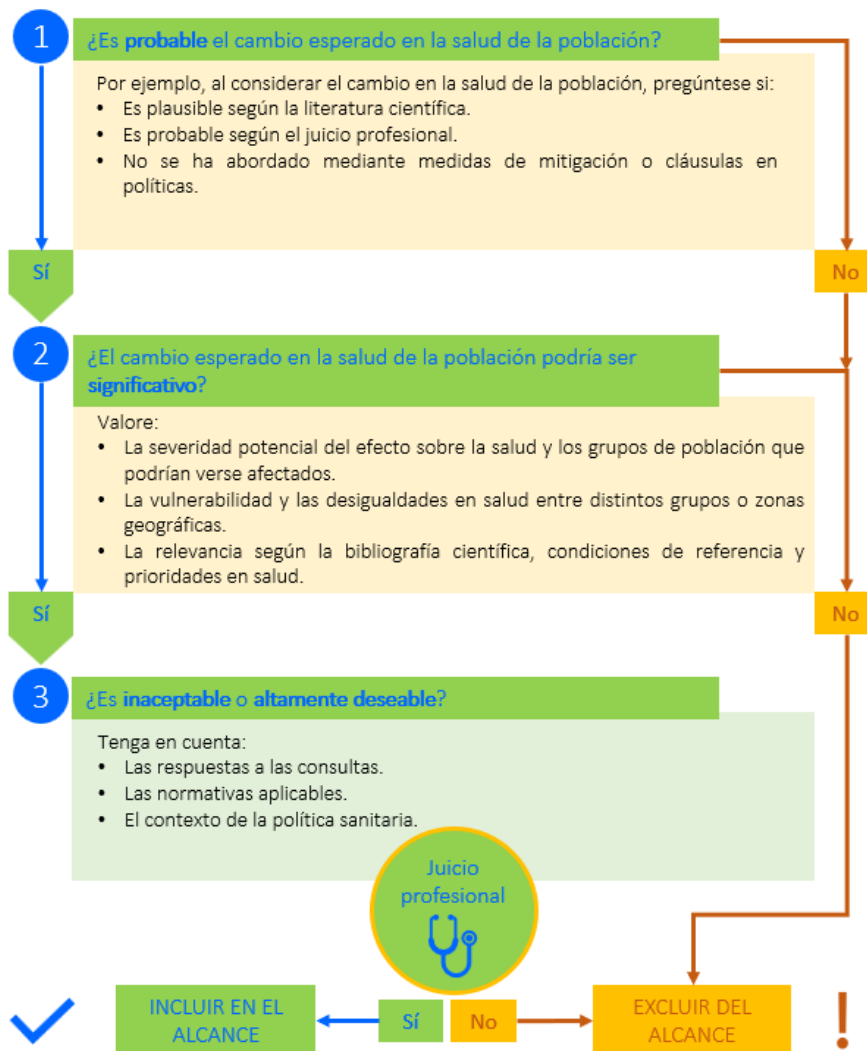 1
¿Es probable el cambio esperado en la salud de la población?
Por ejemplo, al considerar el cambio en la salud de la población, pregúntese si:
• Es plausible según la literatura científica.
• Es probable según el juicio profesional.
• No se ha abordado mediante medidas de mitigación o cláusulas en
políticas.
Sí
No
2
¿El cambio esperado en la salud de la población podría ser
significativo?
Valore:
• La severidad potencial del efecto sobre la salud y los grupos de población que
podrían verse afectados.
• La vulnerabilidad y las desigualdades en salud entre distintos grupos o zonas
geográficas.
• La relevancia según la bibliografía científica, condiciones de referencia y
prioridades en salud.
Sí
No
3
¿Es inaceptable o altamente deseable?
Tenga en cuenta:
• Las respuestas a las consultas.
• Las normativas aplicables.
• El contexto de la política sanitaria.
Juicio
profesional
INCLUIR EN EL
ALCANCE
Sí
No
EXCLUIR DEL
ALCANCE
!